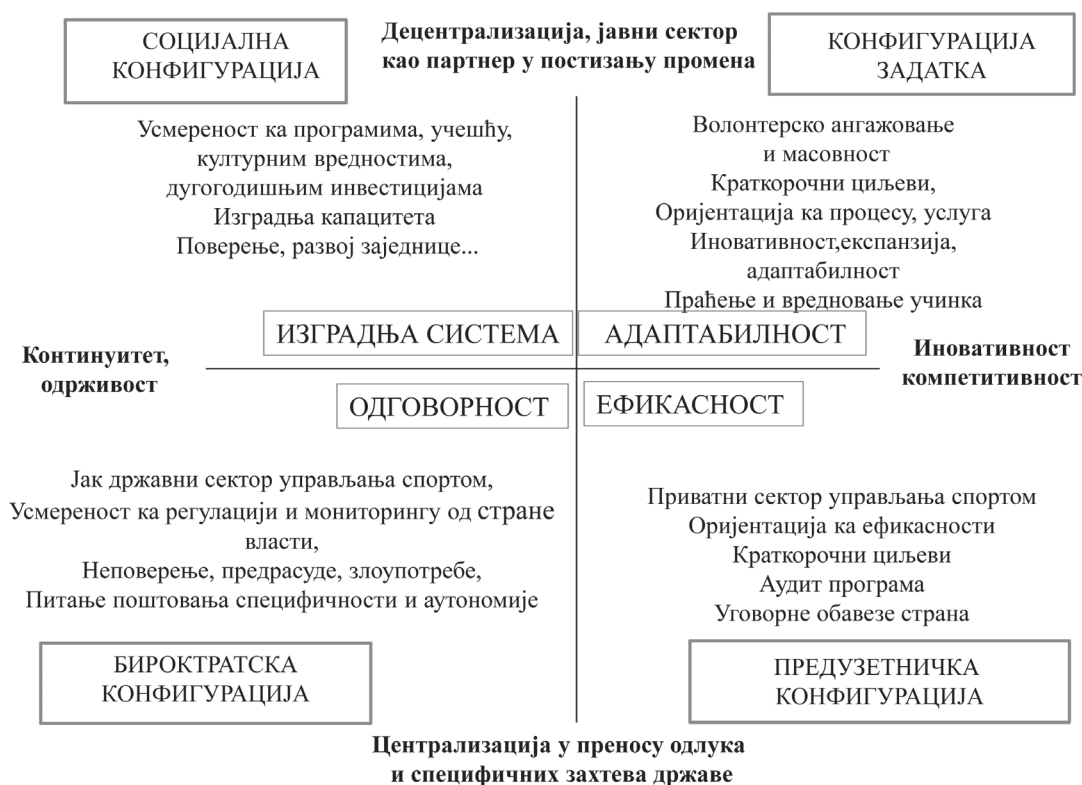 СОЦИЈАЛНА
КОНФИГУРАЦИЈА
Децентрализација, јавни сектор
као партнер у постизању промена
КОНФИГУРАЦИЈА
ЗАДАТКА
Усмереност ка програмима, учешћу,
културним вредностима,
дугогодишњим инвестицијама
Изградња капацитета
Поверење, развој заједнице...
Волонтерско ангажовање
и масовност
Краткорочни циљеви,
Оријентација ка процесу, услуга
Иновативност,експанзија,
адаптабилност
Праћење и вредновање учинка
ИЗГРАДЊА СИСТЕМА
АДАПТАБИЛНОСТ
Континуитет,
одрживост
Иновативност
компетитивност
ОДГОВОРНОСТ
ЕФИКАСНОСТ
Јак државни сектор управљања спортом,
Усмереност ка регулацији и мониторингу од стране
власти,
Неповерење, предрасуде, злоупотребе,
Питање поштовања специфичности и аутономије
Приватни сектор управљања спортом
Оријентација ка ефикасности
Краткорочни циљеви
Аудит програма
Уговорне обавезе страна
БИРОКТРАТСКА
КОНФИГУРАЦИЈА
ПРЕДУЗЕТНИЧКА
КОНФИГУРАЦИЈА
Централизација у преносу одлука
и специфичних захтева државе